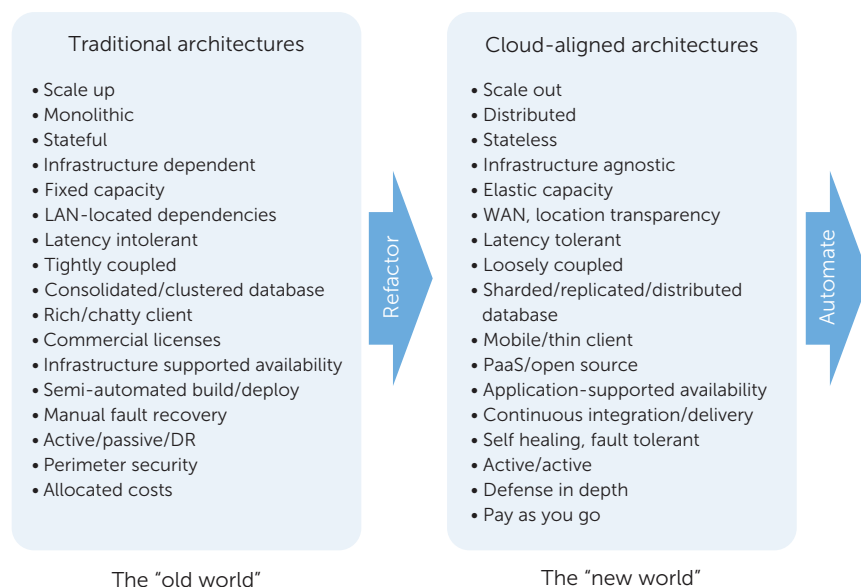 Traditional architectures
• Scale up
• Monolithic
• Stateful
• Infrastructure dependent
• Fixed capacity
• LAN-located dependencies
• Latency intolerant
• Tightly coupled
• Consolidated/clustered database
• Rich/chatty client
• Commercial licenses
• Infrastructure supported availability
• Semi-automated build/deploy
• Manual fault recovery
• Active/passive/DR
• Perimeter security
• Allocated costs
The “old world”
Refactor
Cloud-aligned architectures
• Scale out
• Distributed
• Stateless
• Infrastructure agnostic
• Elastic capacity
• WAN, location transparency
• Latency tolerant
• Loosely coupled
• Sharded/replicated/distributed
database
• Mobile/thin client
• PaaS/open source
• Application-supported availability
• Continuous integration/delivery
• Self healing, fault tolerant
• Active/active
• Defense in depth
• Pay as you go
The “new world”
Automate